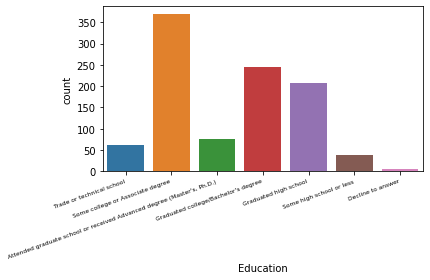 350
300
250
200
150
100
50
0
count
Trade or technical school
Some college or Associate degree
Attended graduate school or received Advanced degree (Master's, Ph.D.)
Graduated college/Bachelor's degree
Graduated high school
Some high school or less
Decline to answer
Education